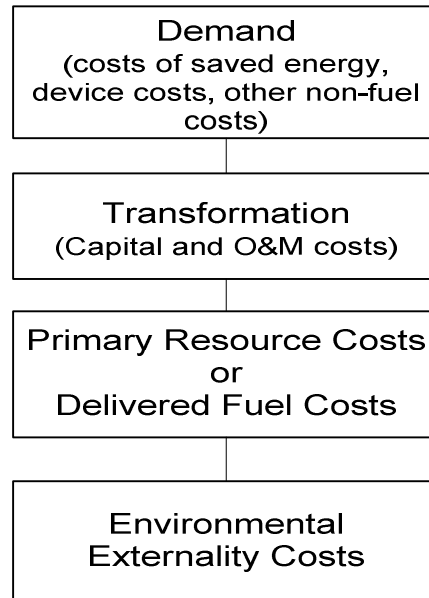 Demand
(costs of saved energy,
device costs, other non-fuel
costs)
Transformation
(Capital and O&M costs)
Primary Resource Costs
or
Delivered Fuel Costs
Environmental
Externality Costs